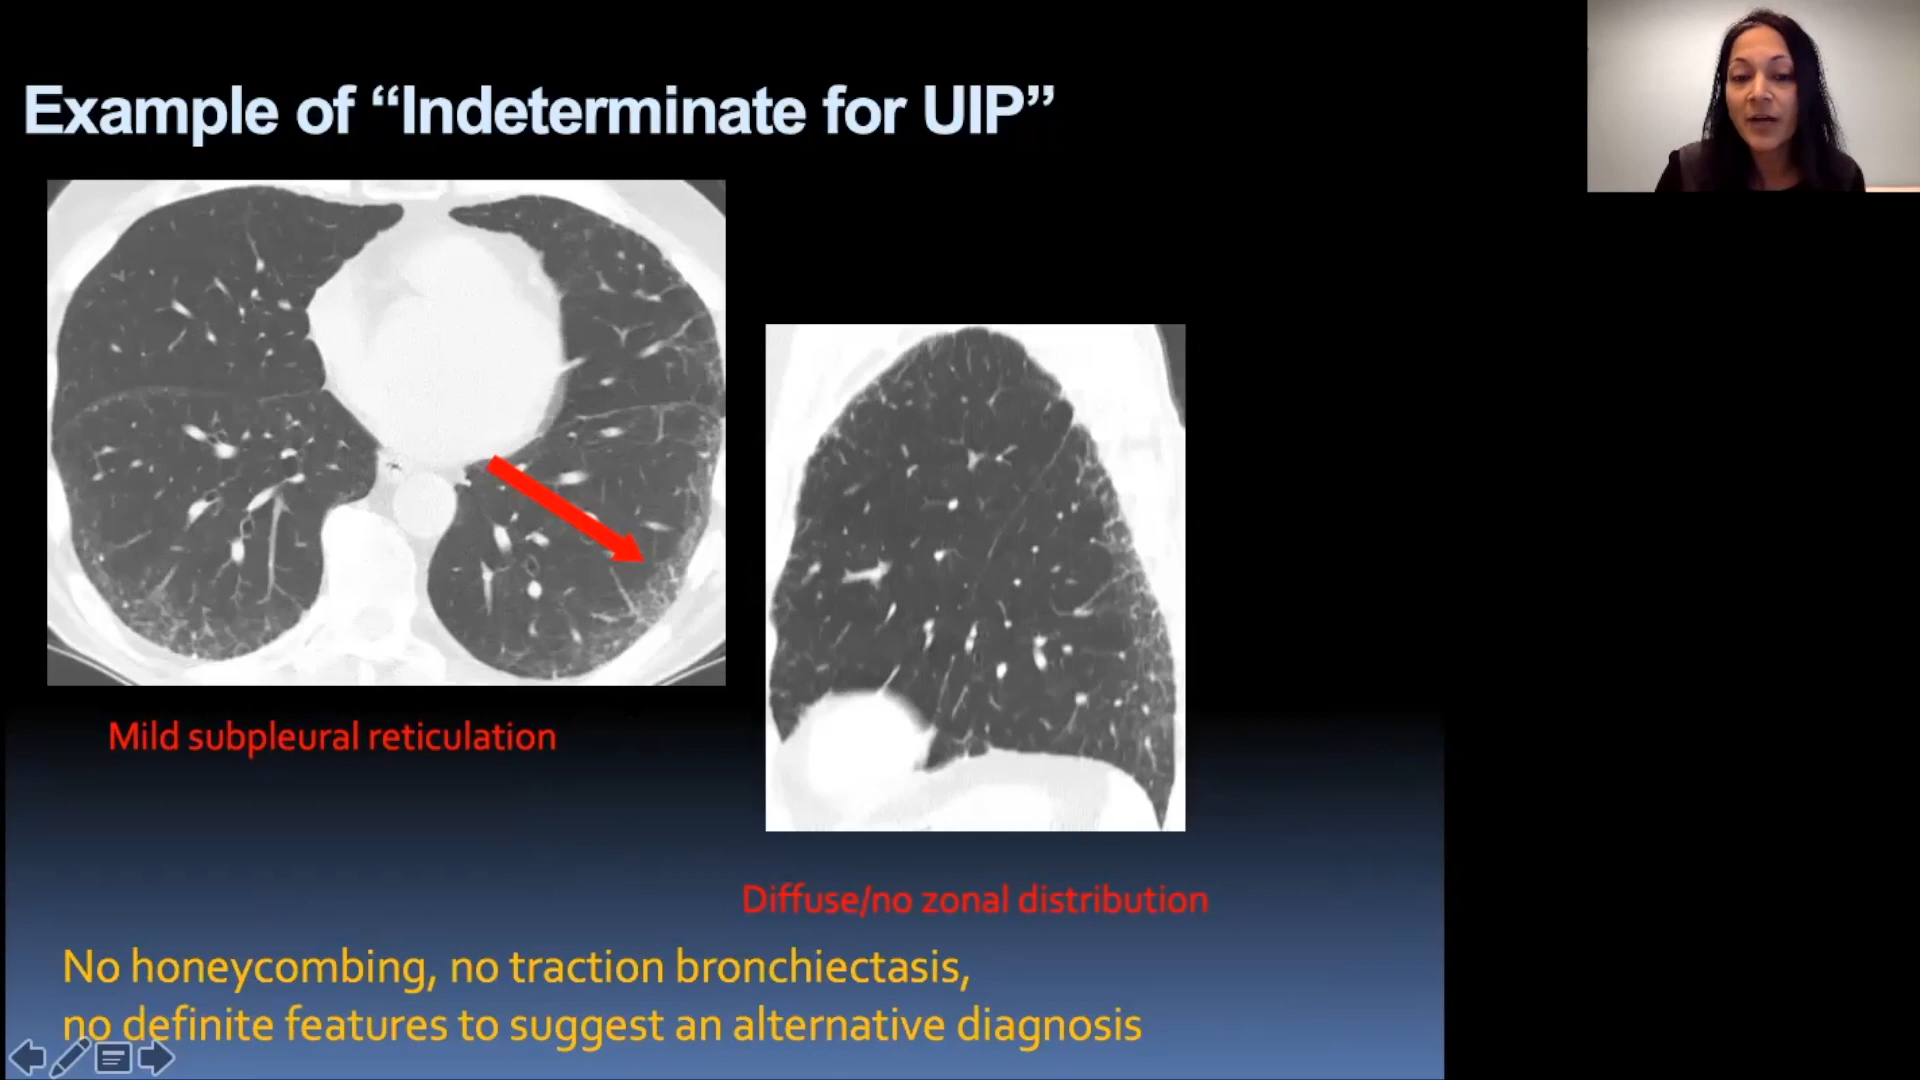 Example of “Indeterminate for UIP”
Mild subpleural reticulation
Diffuse/no zonal distribution
No honeycombing, no traction bronchiectasis,
no definite features to suggest an alternative diagnosis